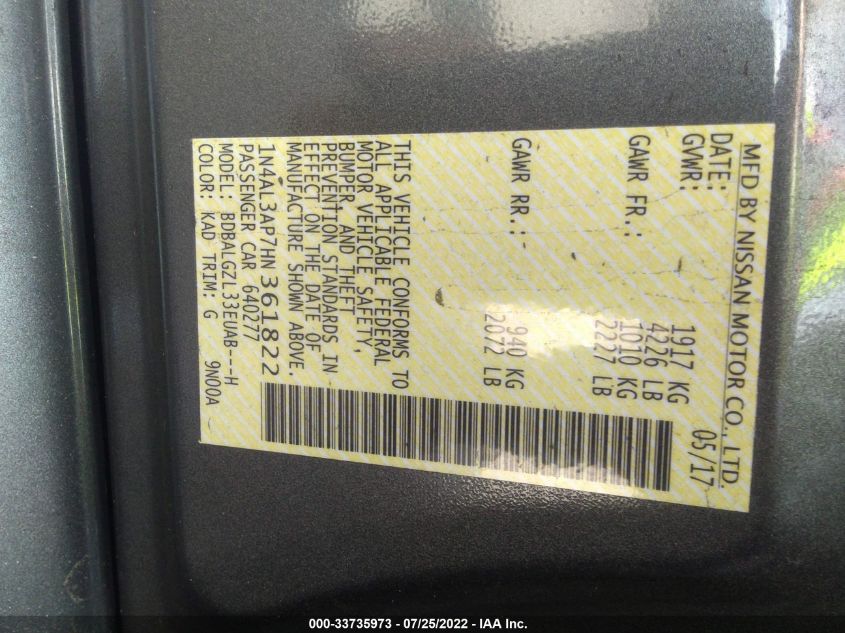 MFD BY NISSAN MOTOR CO., LTD.
DATE: 05/17
GVWR: 1917 KG
4226 LB
GAWR FR.: 1010 KG
2227 LB
GAWR RR.: 940 KG
2072 LB
THIS VEHICLE CONFORMS TO
ALL APPLICABLE FEDERAL
MOTOR VEHICLE SAFETY,
BUMPER, AND THEFT
PREVENTION STANDARDS IN
EFFECT ON THE DATE OF
MANUFACTURE SHOWN ABOVE.
1N4AL3AP7HN361822
PASSENGER CAR 640277
MODEL: BDBALGZL33EUAB---H
COLOR: KAD TRIM: G 9N00A
000-33735973 - 07/25/2022 - IAA Inc.